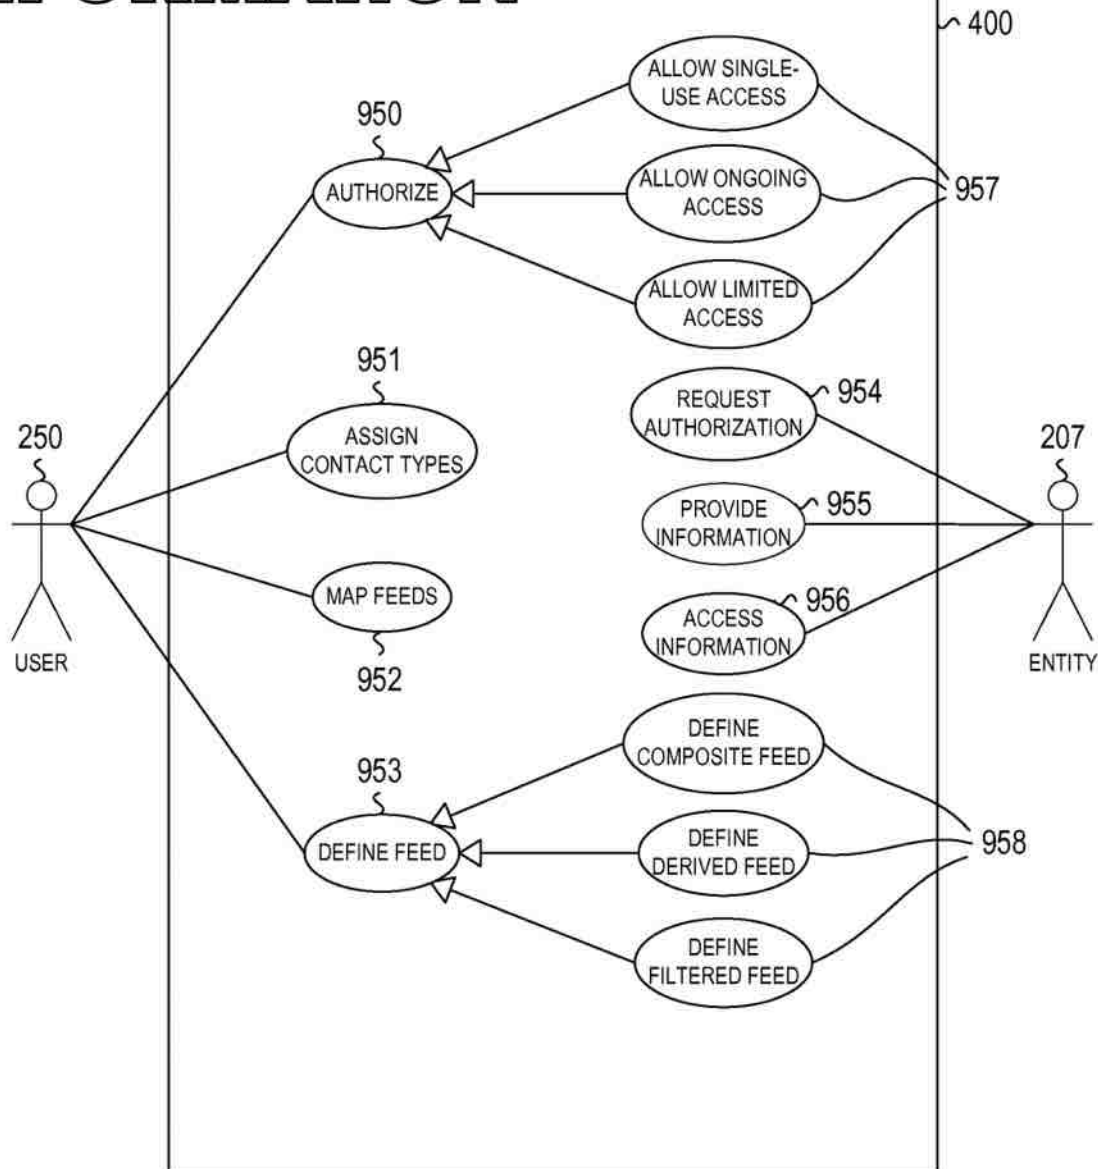 400
ALLOW SINGLE-
USE ACCESS
950
AUTHORIZE
ALLOW ONGOING
ACCESS
957
ALLOW LIMITED
ACCESS
951
ASSIGN
CONTACT TYPES
REQUEST
AUTHORIZATION
954
250
207
PROVIDE
INFORMATION
955
MAP FEEDS
952
ACCESS
INFORMATION
956
USER
ENTITY
DEFINE
COMPOSITE FEED
953
DEFINE FEED
DEFINE
DERIVED FEED
958
DEFINE
FILTERED FEED